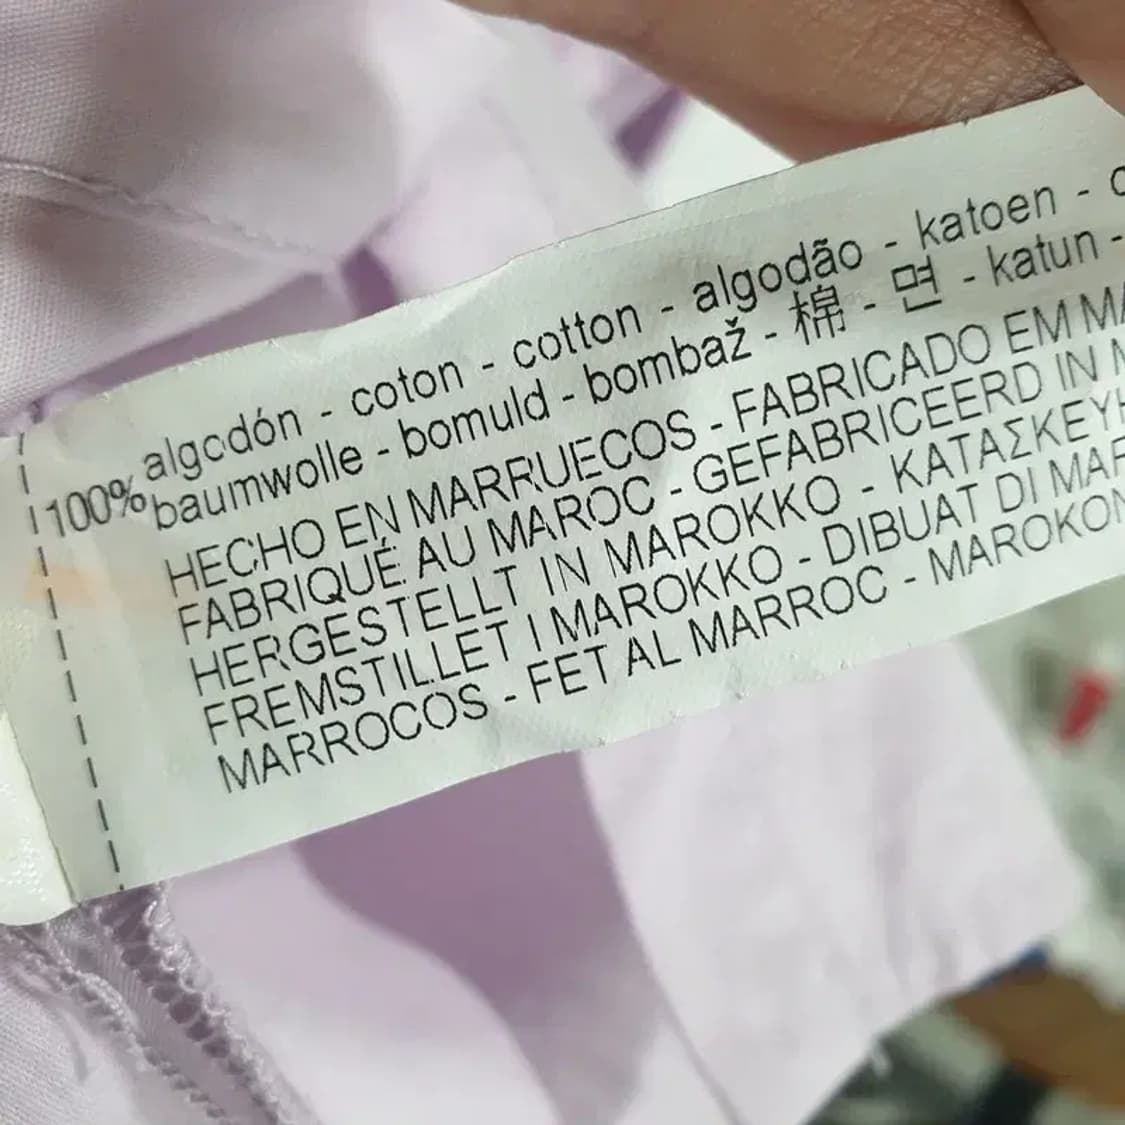 100% algodón - coton - cotton - algodão - katoen -
baumwolle - bomuld - bombaž - 棉 - 면 - katun -
HECHO EN MARRUECOS - FABRICADO EM
FABRIQUÉ AU MAROC - GEFABRICEERD IN
HERGESTELLT IN MAROKKO - ΚΑΤΑΣΚΕΥ
FREMSTILLET I MAROKKO - DIBUAT DI
MARROCOS - FET AL MARROC -